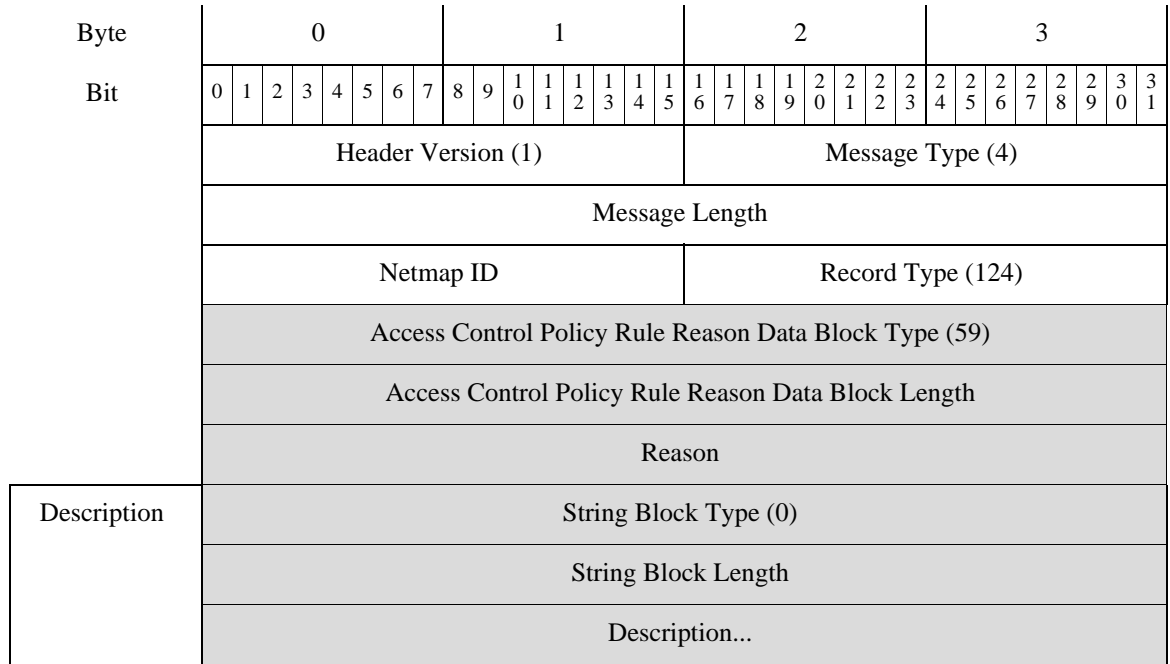 Byte 0 1 2 3
Bit 0 1 2 3 4 5 6 7 8 9 10 11 12 13 14 15 16 17 18 19 20 21 22 23 24 25 26 27 28 29 30 31
Header Version (1) Message Type (4)
Message Length
Netmap ID Record Type (124)
Access Control Policy Rule Reason Data Block Type (59)
Access Control Policy Rule Reason Data Block Length
Reason
Description String Block Type (0)
String Block Length
Description...